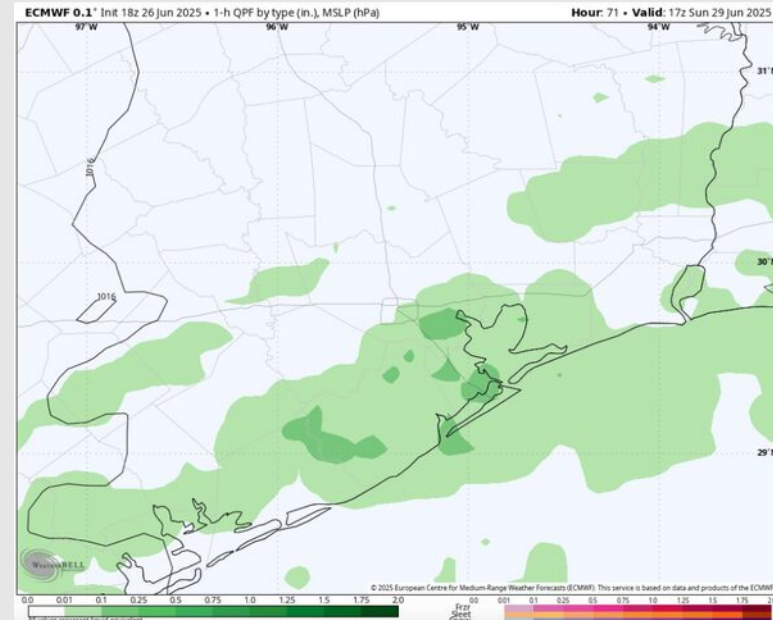 ECMWF 0.1° Init 18z 26 Jun 2025 • 1-h QPF by type (in.), MSLP (hPa)
Hour: 71 • Valid: 17z Sun 29 Jun 2025
97°W
96°W
95°W
94°W
31°N
1016
30°N
1016
29°N
WeatherBELL
© 2025 European Centre for Medium-Range Weather Forecasts (ECMWF). This service is based on data and products of the ECMWF
0.0 0.01 0.1 0.25 0.5 0.75 1.0 1.25 1.5 1.75 2.0
0.0 0.01 0.1 0.25 0.5 0.75 1.0 1.25 1.5 1.75
Frzr
Sleet